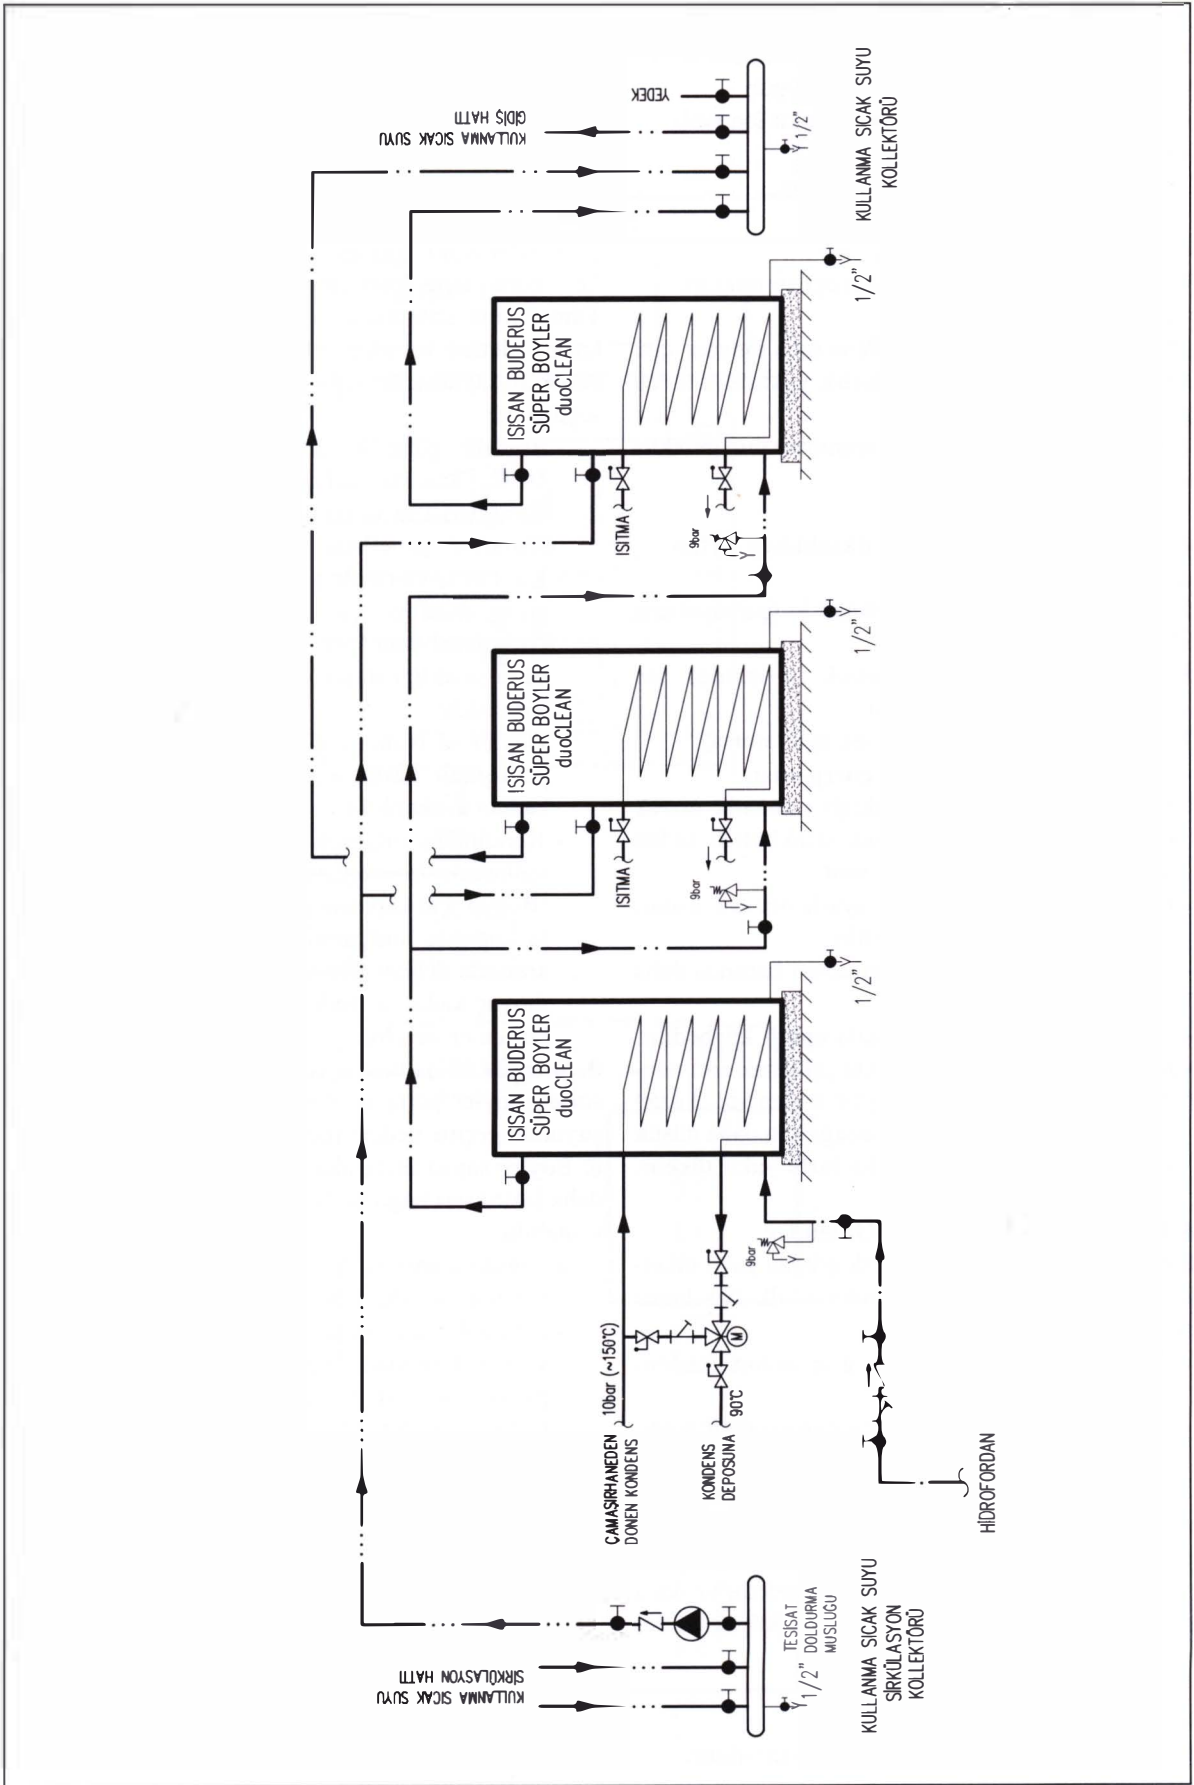 KULLANMA SICAK SUYU
SİRKÜLASYON HATTI
1/2"
TESİSAT
DOLDURMA
MUSLUĞU
KULLANMA SICAK SUYU
SİRKÜLASYON
KOLLEKTÖRÜ
ÇAMAŞIRHANEDEN
DÖNEN KONDENS
10bar (~150℃)
KONDENS
DEPOSUNA
90℃
M
HİDROFORDAN
9bar
ISISAN BUDERUS
SÜPER BOYLER
duoCLEAN
1/2"
ISITMA
9bar
ISISAN BUDERUS
SÜPER BOYLER
duoCLEAN
1/2"
ISITMA
9bar
ISISAN BUDERUS
SÜPER BOYLER
duoCLEAN
1/2"
KULLANMA SICAK SUYU
GİDİŞ HATTI
YEDEK
1/2"
KULLANMA SICAK SUYU
KOLLEKTÖRÜ